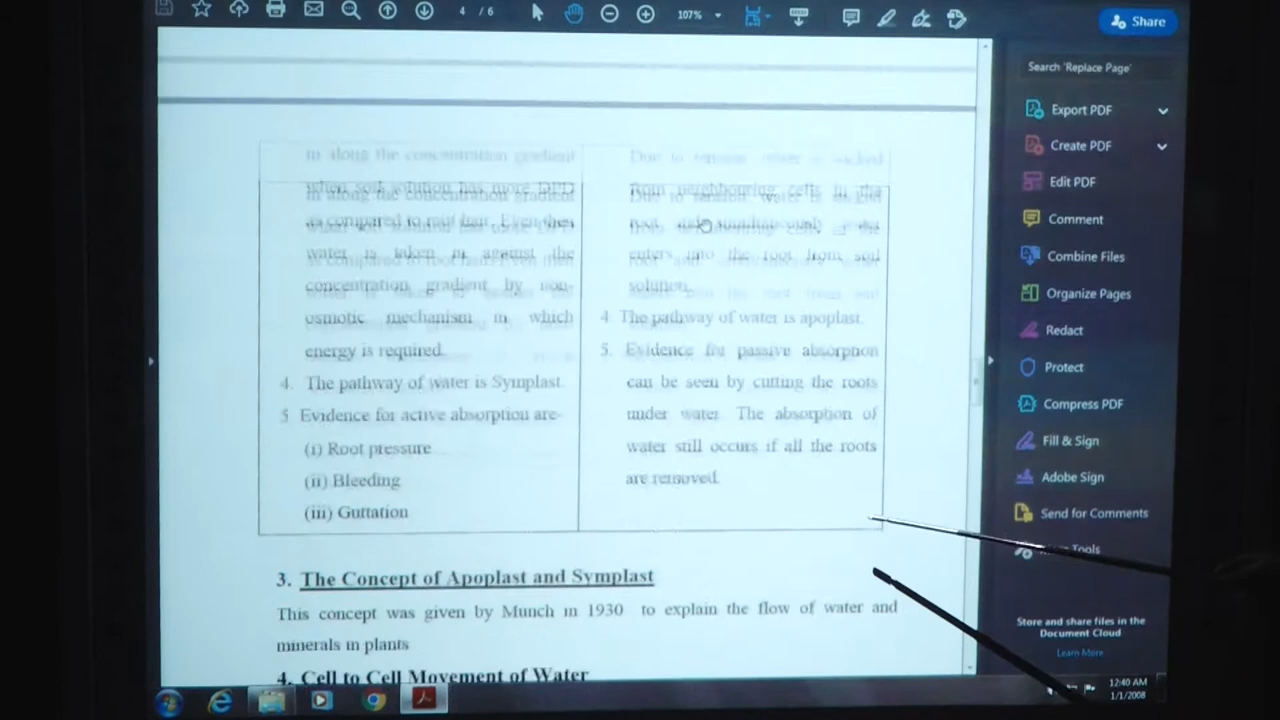 4 / 6
107%
Share
Search 'Replace Page'
Export PDF
Create PDF
Edit PDF
Comment
Combine Files
Organize Pages
Redact
Protect
Compress PDF
Fill & Sign
Adobe Sign
Send for Comments
Tools
Store and share files in the
Document Cloud
Learn More
12:40 AM
1/1/2008
in along the concentration gradient
when soil solution has more DPD
as compared to root hair. Even then
water is taken in against the
concentration gradient by non-
osmotic mechanism in which
energy is required.
4. The pathway of water is Symplast.
5 Evidence for active absorption are-
(i) Root pressure
(ii) Bleeding
(iii) Guttation
Due to tension water is
from neighbouring cells in the
root, and simultaneously water
enters into the root from soil
solution.
4 The pathway of water is apoplast.
5. Evidence for passive absorption
can be seen by cutting the roots
under water. The absorption of
water still occurs if all the roots
are removed.
3. The Concept of Apoplast and Symplast
This concept was given by Munch in 1930 to explain the flow of water and
minerals in plants
4. Cell to Cell Movement of Water